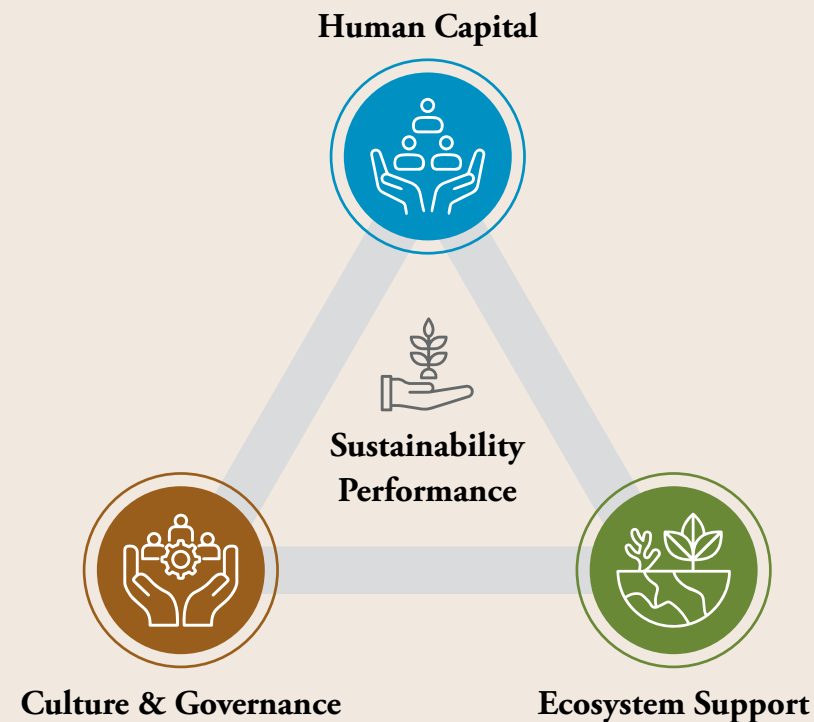 Human Capital
Sustainability
Performance
Culture & Governance
Ecosystem Support